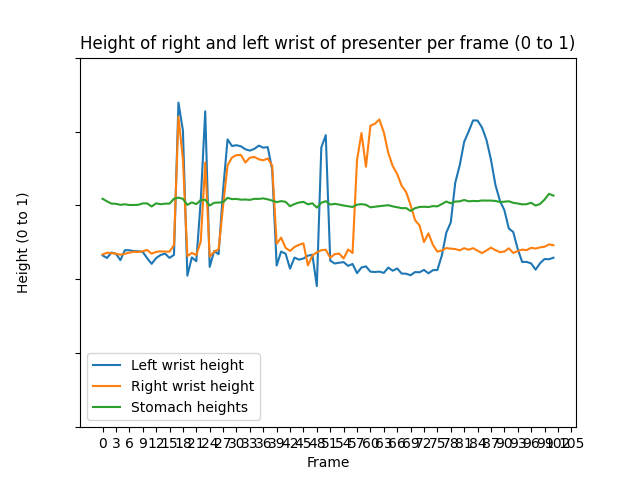 Height of right and left wrist of presenter per frame (0 to 1)
Height (0 to 1)
Left wrist height
Right wrist height
Stomach heights
0 3 6 9 12 15 18 21 24 27 30 33 36 39 42 45 48 51 54 57 60 63 66 69 72 75 78 81 84 87 90 93 96 99 102 105
Frame